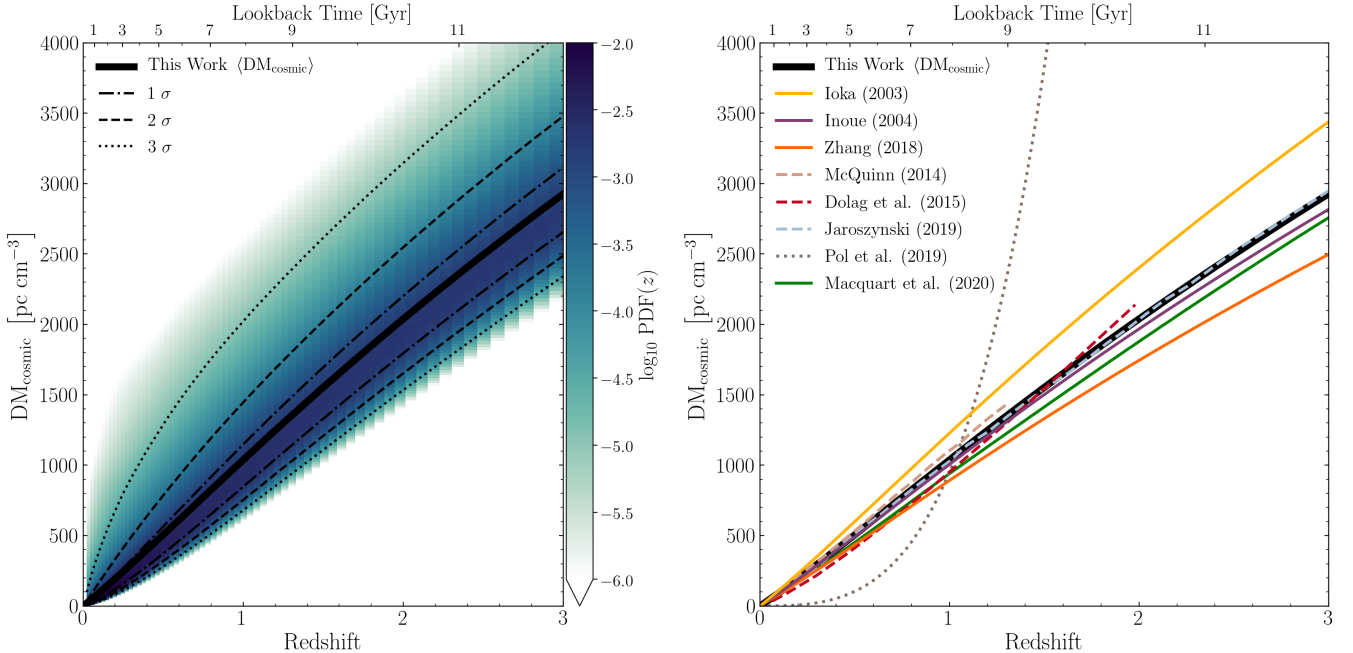 Lookback Time [Gyr]
1 3 5 7 9 11
4000
3500
3000
2500
2000
1500
1000
500
0
DM_cosmic [pc cm⁻³]
This Work ⟨DM_cosmic⟩
1 σ
2 σ
3 σ
0 1 2 3
Redshift
−2.0
−2.5
−3.0
−3.5
−4.0
−4.5
−5.0
−5.5
−6.0
log₁₀ PDF(z)
Lookback Time [Gyr]
1 3 5 7 9 11
4000
3500
3000
2500
2000
1500
1000
500
0
DM_cosmic [pc cm⁻³]
This Work ⟨DM_cosmic⟩
Ioka (2003)
Inoue (2004)
Zhang (2018)
McQuinn (2014)
Dolag et al. (2015)
Jaroszynski (2019)
Pol et al. (2019)
Macquart et al. (2020)
0 1 2 3
Redshift